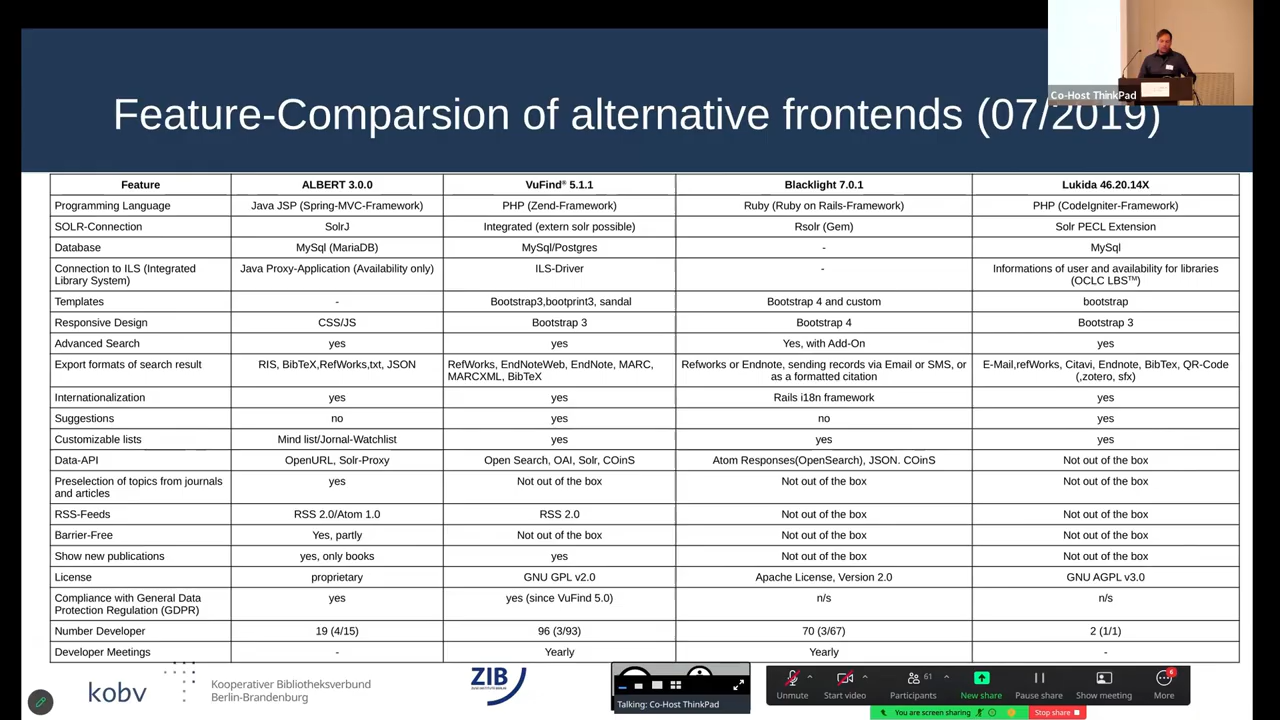 Co-Host ThinkPad
Feature-Comparsion of alternative frontends (07/2019)
Feature ALBERT 3.0.0 VuFind® 5.1.1 Blacklight 7.0.1 Lukida 46.20.14X
Programming Language Java JSP (Spring-MVC-Framework) PHP (Zend-Framework) Ruby (Ruby on Rails-Framework) PHP (CodeIgniter-Framework)
SOLR-Connection SolrJ Integrated (extern solr possible) Rsolr (Gem) Solr PECL Extension
Database MySql (MariaDB) MySql/Postgres - MySql
Connection to ILS (Integrated Java Proxy-Application (Availability only) ILS-Driver - Informations of user and availability for libraries
Library System) (OCLC LBS™)
Templates - Bootstrap3,bootprint3, sandal Bootstrap 4 and custom bootstrap
Responsive Design CSS/JS Bootstrap 3 Bootstrap 4 Bootstrap 3
Advanced Search yes yes Yes, with Add-On yes
Export formats of search result RIS, BibTeX,RefWorks,txt, JSON RefWorks, EndNoteWeb, EndNote, MARC, Refworks or Endnote, sending records via Email or SMS, or E-Mail,refWorks, Citavi, Endnote, BibTex, QR-Code
MARCXML, BibTeX as a formatted citation (,zotero, sfx)
Internationalization yes yes Rails i18n framework yes
Suggestions no yes no yes
Customizable lists Mind list/Jornal-Watchlist yes yes yes
Data-API OpenURL, Solr-Proxy Open Search, OAI, Solr, COinS Atom Responses(OpenSearch), JSON. COinS Not out of the box
Preselection of topics from journals yes Not out of the box Not out of the box Not out of the box
and articles
RSS-Feeds RSS 2.0/Atom 1.0 RSS 2.0 Not out of the box Not out of the box
Barrier-Free Yes, partly Not out of the box Not out of the box Not out of the box
Show new publications yes, only books yes Not out of the box Not out of the box
License proprietary GNU GPL v2.0 Apache License, Version 2.0 GNU AGPL v3.0
Compliance with General Data yes yes (since VuFind 5.0) n/s n/s
Protection Regulation (GDPR)
Number Developer 19 (4/15) 96 (3/93) 70 (3/67) 2 (1/1)
Developer Meetings - Yearly Yearly -
kobv
Kooperativer Bibliotheksverbund
Berlin-Brandenburg
ZIB
Talking: Co-Host ThinkPad
61
6
Unmute Start video Participants New share Pause share Show meeting More
You are screen sharing Stop share